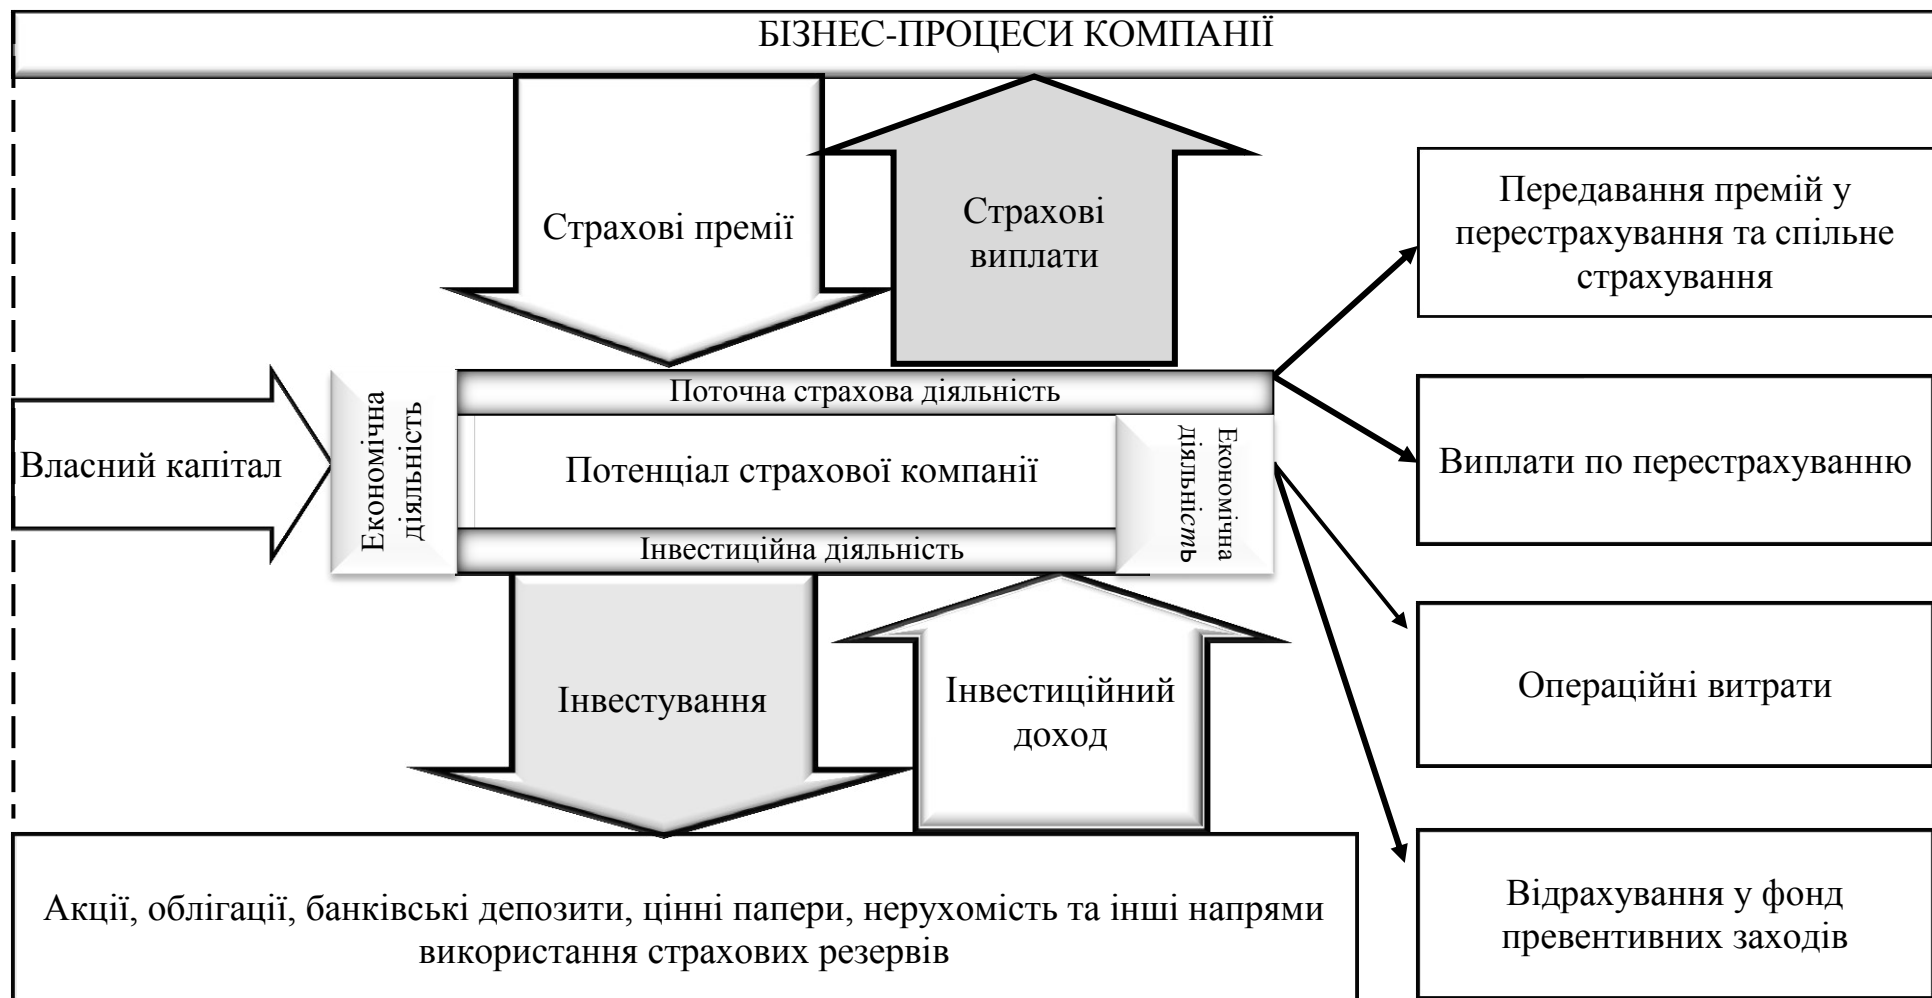 БІЗНЕС-ПРОЦЕСИ КОМПАНІЇ
Страхові премії
Страхові
виплати
Передавання премій у
перестрахування та спільне
страхування
Власний капітал
Економічна
діяльність
Поточна страхова діяльність
Потенціал страхової компанії
Інвестиційна діяльність
Економічна
діяльність
Виплати по перестрахуванню
Інвестування
Інвестиційний
доход
Операційні витрати
Акції, облігації, банківські депозити, цінні папери, нерухомість та інші напрями
використання страхових резервів
Відрахування у фонд
превентивних заходів